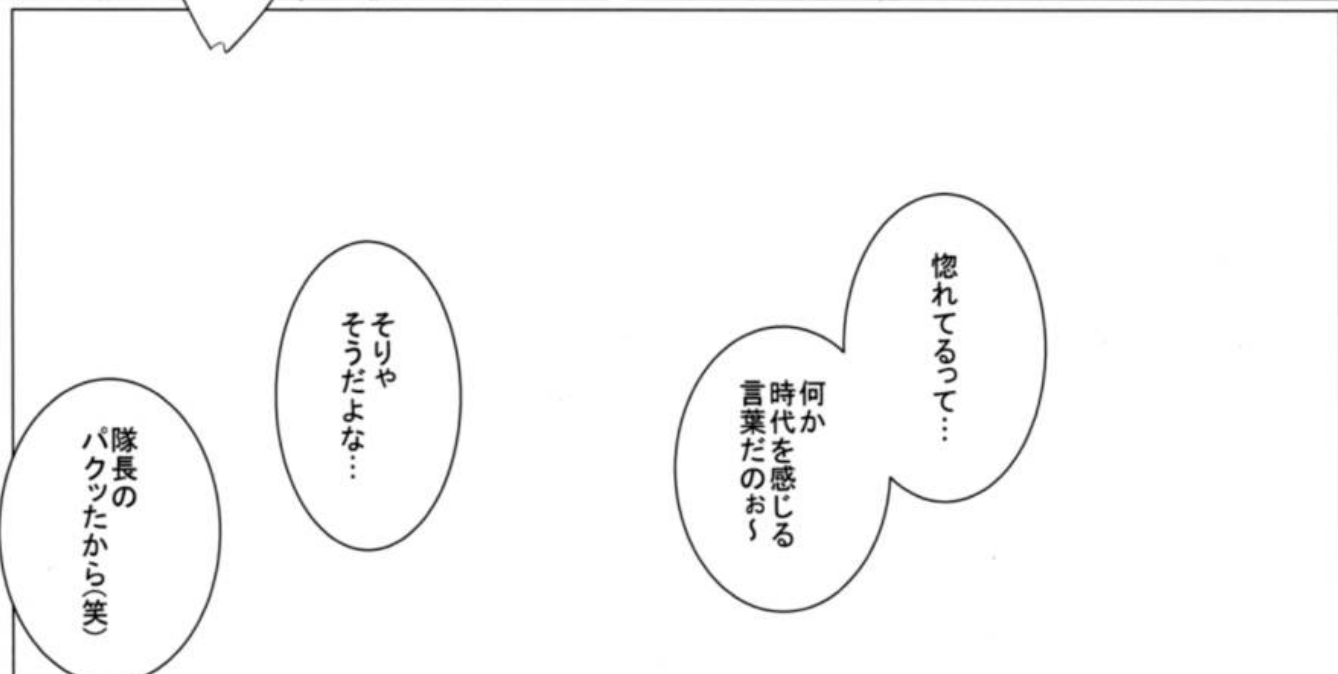 惚れてるって…
何か
時代を感じる
言葉だのぉ～
そりゃ
そうだよな…
隊長の
パクッたから(笑)